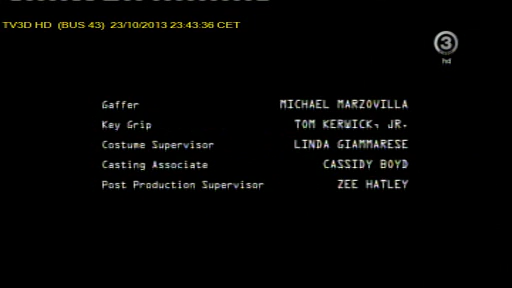 TV3D HD (BUS 43) 23/10/2013 23:43:36 CET
3
hd
Gaffer MICHAEL MARZOVILLA
Key Grip TOM KERWICK, JR.
Costume Supervisor LINDA GIAMMARESE
Casting Associate CASSIDY BOYD
Post Production Supervisor ZEE HATLEY